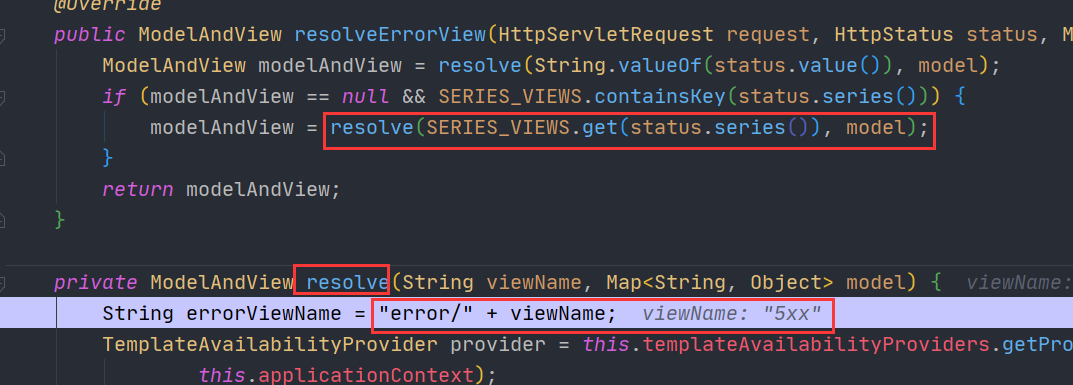 @Override
public ModelAndView resolveErrorView(HttpServletRequest request, HttpStatus status, M
ModelAndView modelAndView = resolve(String.valueOf(status.value()), model);
if (modelAndView == null && SERIES_VIEWS.containsKey(status.series())) {
modelAndView = resolve(SERIES_VIEWS.get(status.series()), model);
}
return modelAndView;
}
private ModelAndView resolve(String viewName, Map<String, Object> model) { viewName:
String errorViewName = "error/" + viewName; viewName: "5xx"
TemplateAvailabilityProvider provider = this.templateAvailabilityProviders.getPro
this.applicationContext);